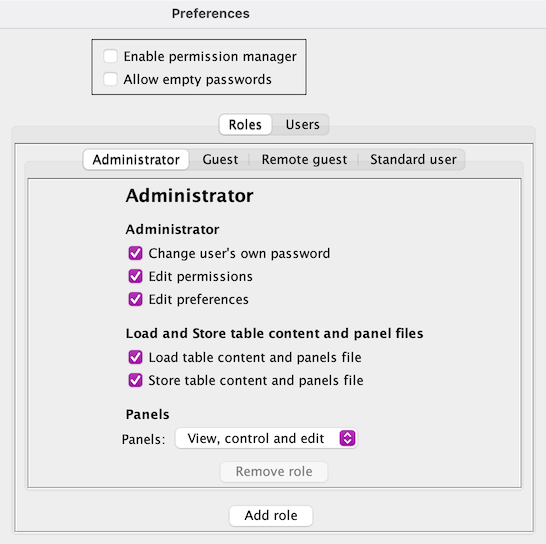 Preferences
Enable permission manager
Allow empty passwords
Roles Users
Administrator Guest Remote guest Standard user
Administrator
Administrator
Change user's own password
Edit permissions
Edit preferences
Load and Store table content and panel files
Load table content and panels file
Store table content and panels file
Panels
Panels: View, control and edit
Remove role
Add role